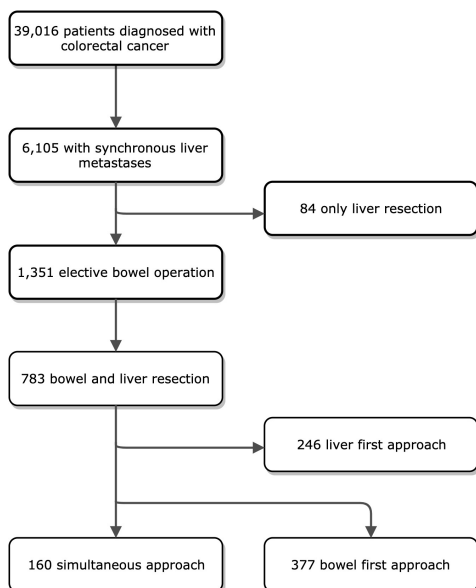 39,016 patients diagnosed with
colorectal cancer
6,105 with synchronous liver
metastases
84 only liver resection
1,351 elective bowel operation
783 bowel and liver resection
246 liver first approach
160 simultaneous approach
377 bowel first approach